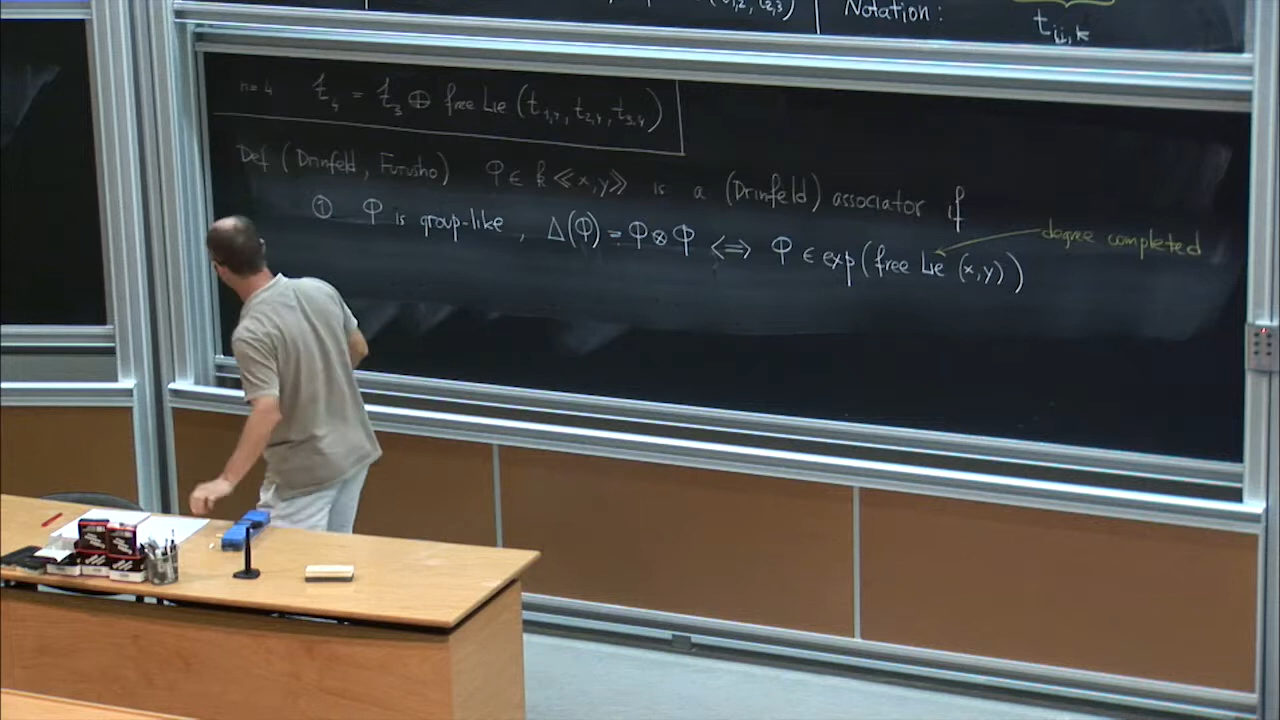 Notation :
t_{ij,k}
n=4 t_4 = t_3 ⊕ free Lie (t_{1,4}, t_{2,4}, t_{3,4})
Def (Drinfeld, Furusho) φ ∈ k ≪x,y≫ is a (Drinfeld) associator if
① φ is group-like, Δ(φ) = φ⊗φ ⟺ φ ∈ exp(free Lie (x,y))
degree completed